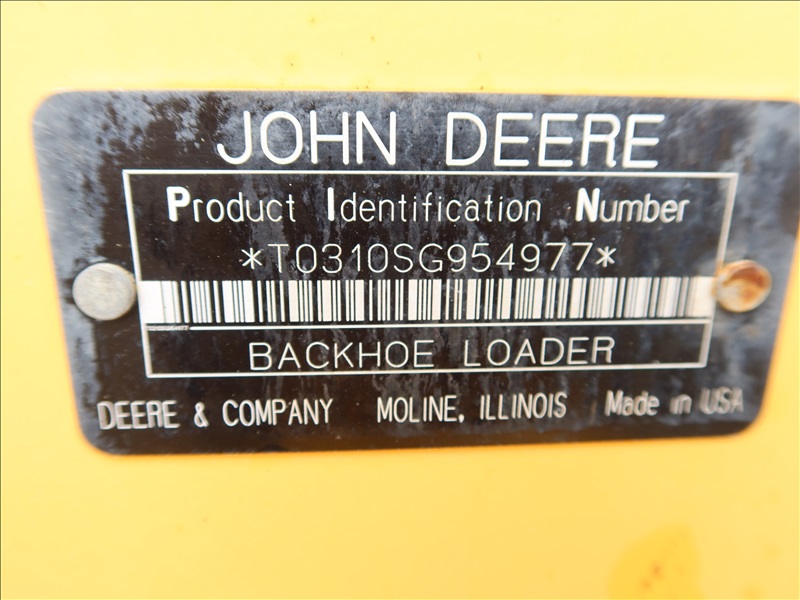 JOHN DEERE
Product Identification Number
*T0310SG954977*
BACKHOE LOADER
DEERE & COMPANY MOLINE, ILLINOIS Made in USA